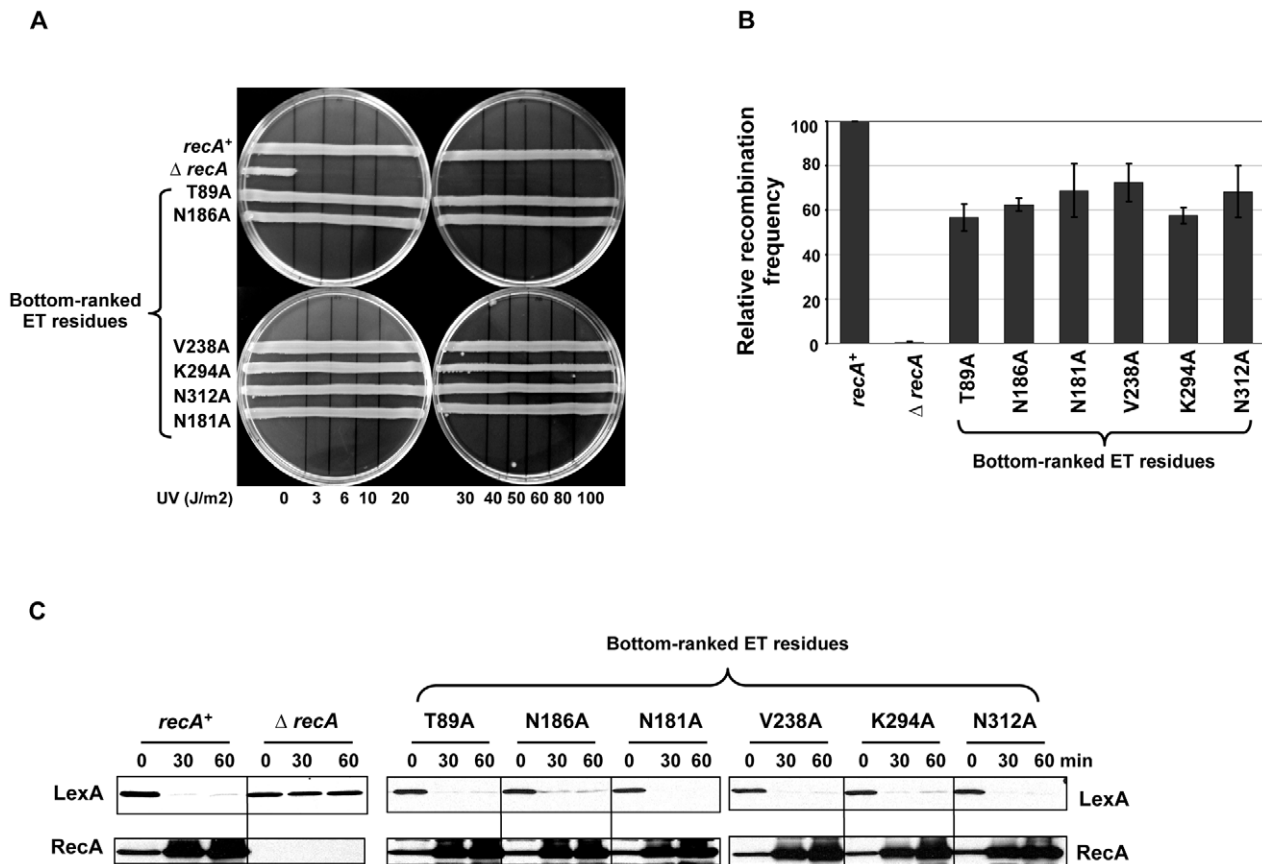 A
recA+
Δ recA
T89A
N186A
Bottom-ranked
ET residues
V238A
K294A
N312A
N181A
UV (J/m2) 0 3 6 10 20 30 40 50 60 80 100
B
Relative recombination
frequency
100
80
60
40
20
0
recA+
Δ recA
T89A
N186A
N181A
V238A
K294A
N312A
Bottom-ranked ET residues
C
Bottom-ranked ET residues
recA+ Δ recA T89A N186A N181A V238A K294A N312A
0 30 60 0 30 60 0 30 60 0 30 60 0 30 60 0 30 60 0 30 60 0 30 60 min
LexA LexA
RecA RecA